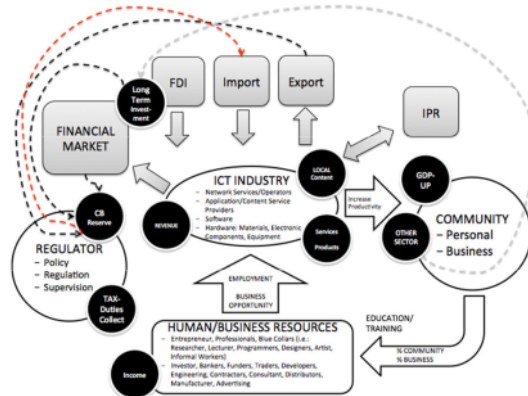 Long
Term
Invest-
ment
FDI
Import
Export
IPR
FINANCIAL
MARKET
LOCAL
Content
GDP-
UP
ICT INDUSTRY
- Network Services/Operators
- Application/Content Service
Providers
- Software
- Hardware: Materials, Electronic
Components, Equipment
Increase
Productivity
CB
Reserve
REVENUE
Services
Products
OTHER
SECTOR
COMMUNITY
– Personal
– Business
REGULATOR
- Policy
- Regulation
- Supervision
TAX-
Duties
Collect
EMPLOYMENT
BUSINESS
OPPORTUNITY
EDUCATION/
TRAINING
% COMMUNITY
% BUSINESS
HUMAN/BUSINESS RESOURCES
- Entrepreneur, Professionals, Blue Collars (i.e.:
Researcher, Lecturer, Programmers, Designers, Artist,
Informal Workers)
- Investor, Bankers, Funders, Traders, Developers,
Engineering, Contractors, Consultant, Distributors,
Manufacturer, Advertising
Income